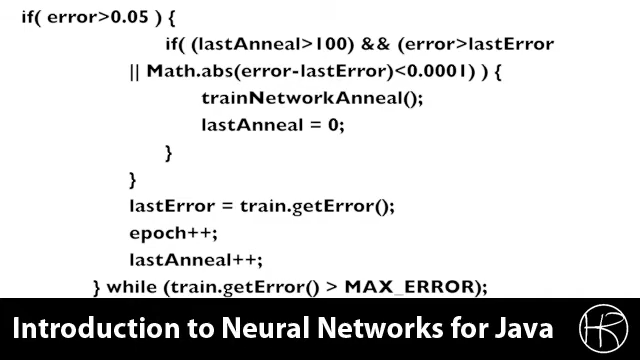 if( error>0.05 ) {
if( (lastAnneal>100) && (error>lastError
|| Math.abs(error-lastError)<0.0001) ) {
trainNetworkAnneal();
lastAnneal = 0;
}
}
lastError = train.getError();
epoch++;
lastAnneal++;
} while (train.getError() > MAX_ERROR);
Introduction to Neural Networks for Java